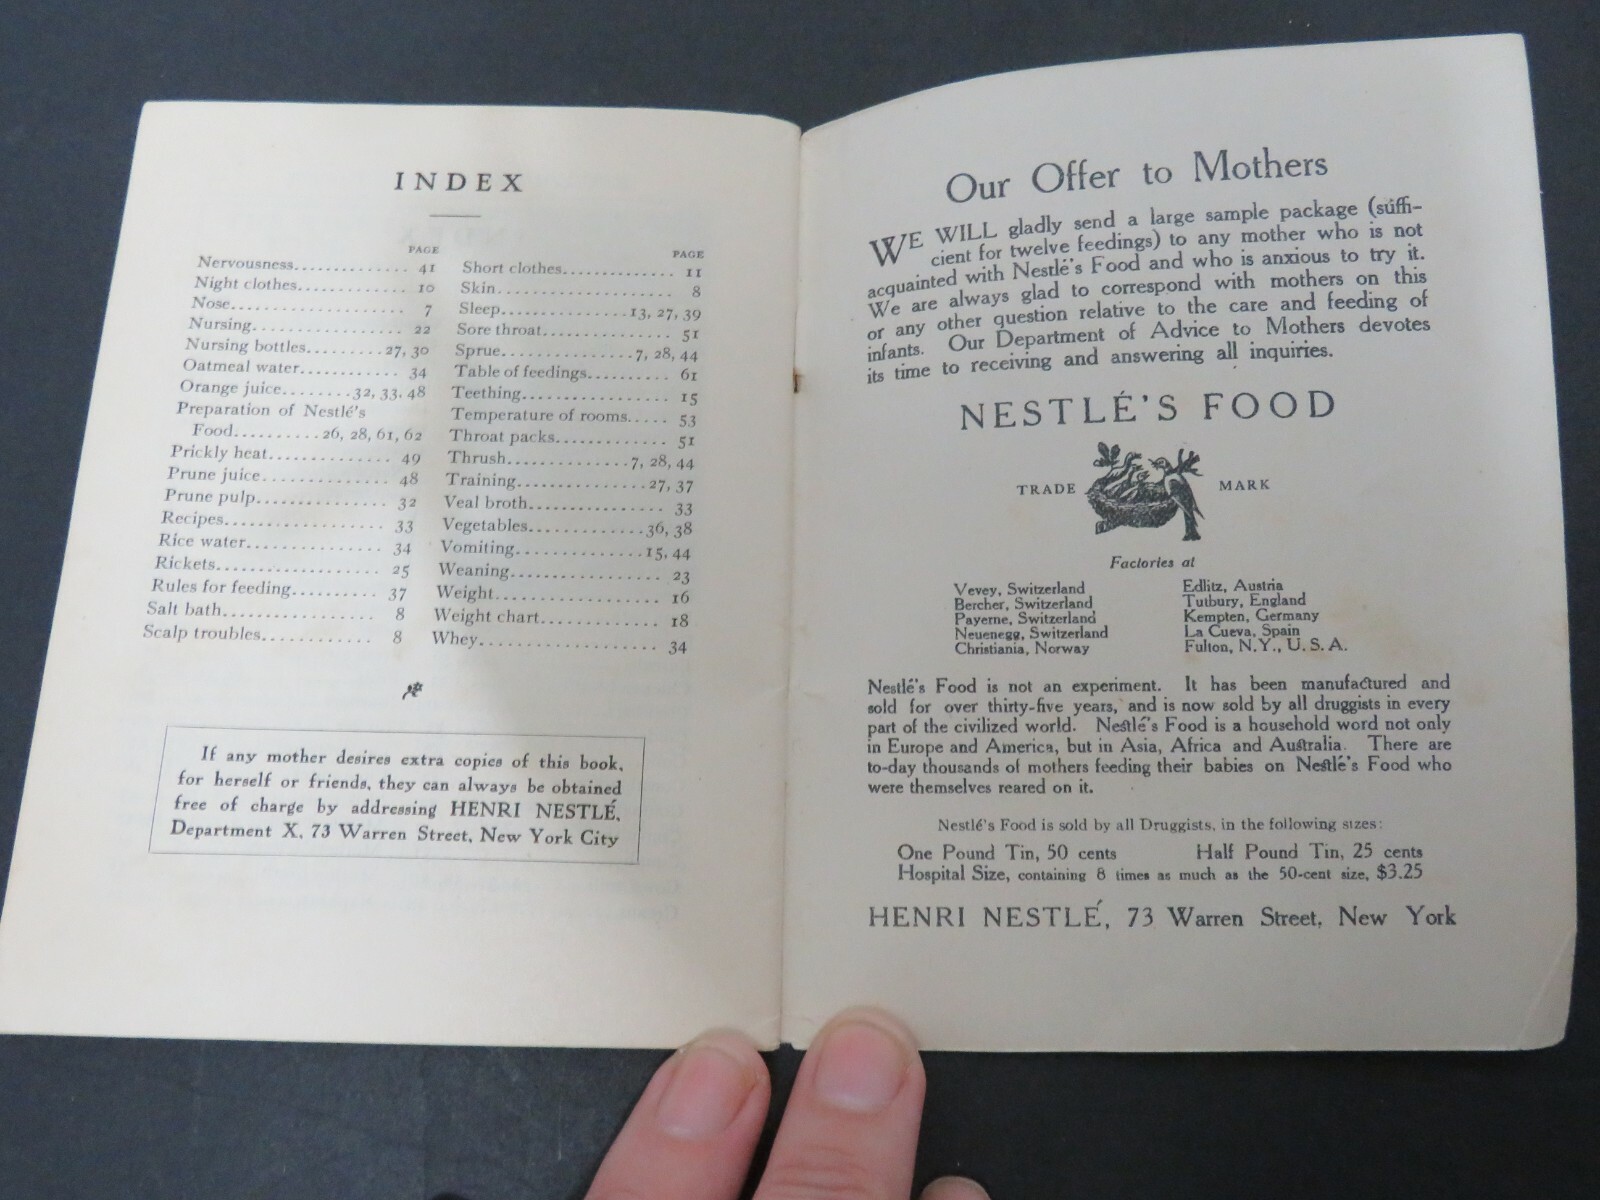 INDEX
PAGE
Nervousness.............. 41
Night clothes.............. 10
Nose........................ 7
Nursing.................... 22
Nursing bottles.........27, 30
Oatmeal water............ 34
Orange juice........32, 33, 48
Preparation of Nestlé's
Food..........26, 28, 61, 62
Prickly heat............... 49
Prune juice................ 48
Prune pulp................ 32
Recipes.................... 33
Rice water................. 34
Rickets..................... 25
Rules for feeding.......... 37
Salt bath................... 8
Scalp troubles............ 8
PAGE
Short clothes............. 11
Skin....................... 8
Sleep................13, 27, 39
Sore throat................ 51
Sprue.................7, 28, 44
Table of feedings.......... 61
Teething................... 15
Temperature of rooms..... 53
Throat packs.............. 51
Thrush...............7, 28, 44
Training.................27, 37
Veal broth................. 33
Vegetables...............36, 38
Vomiting................15, 44
Weaning................... 23
Weight..................... 16
Weight chart.............. 18
Whey...................... 34
If any mother desires extra copies of this book,
for herself or friends, they can always be obtained
free of charge by addressing HENRI NESTLÉ,
Department X, 73 Warren Street, New York City
Our Offer to Mothers
WE WILL gladly send a large sample package (suffi-
cient for twelve feedings) to any mother who is not
acquainted with Nestlé's Food and who is anxious to try it.
We are always glad to correspond with mothers on this
or any other question relative to the care and feeding of
infants. Our Department of Advice to Mothers devotes
its time to receiving and answering all inquiries.
NESTLÉ'S FOOD
TRADE MARK
Factories at
Vevey, Switzerland
Bercher, Switzerland
Payerne, Switzerland
Neuenegg, Switzerland
Christiania, Norway
Edlitz, Austria
Tutbury, England
Kempten, Germany
La Cueva, Spain
Fulton, N.Y., U.S.A.
Nestlé's Food is not an experiment. It has been manufactured and
sold for over thirty-five years, and is now sold by all druggists in every
part of the civilized world. Nestlé's Food is a household word not only
in Europe and America, but in Asia, Africa and Australia. There are
to-day thousands of mothers feeding their babies on Nestlé's Food who
were themselves reared on it.
Nestlé's Food is sold by all Druggists, in the following sizes:
One Pound Tin, 50 cents Half Pound Tin, 25 cents
Hospital Size, containing 8 times as much as the 50-cent size, $3.25
HENRI NESTLÉ, 73 Warren Street, New York